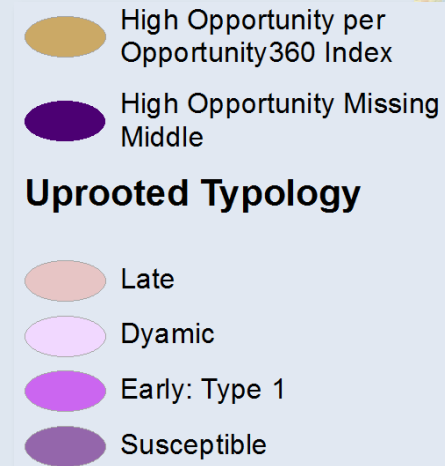 High Opportunity per
Opportunity360 Index
High Opportunity Missing
Middle
Uprooted Typology
Late
Dyamic
Early: Type 1
Susceptible